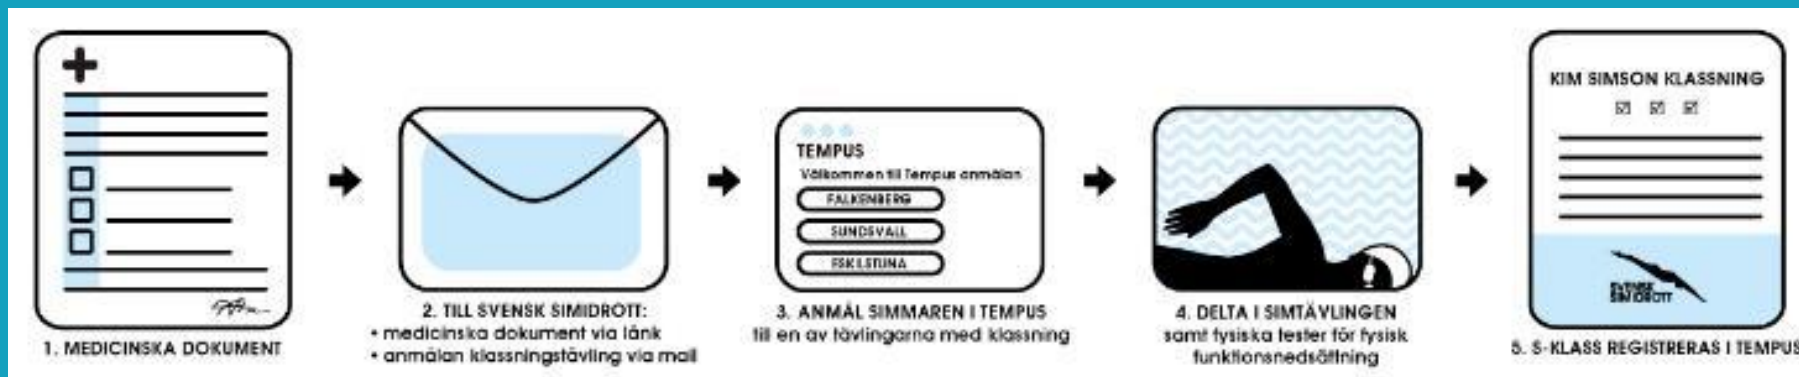 1. MEDICINSKA DOKUMENT
2. TILL SVENSK SIMIDROTT:
• medicinska dokument via länk
• anmälan klassningstävling via mail
TEMPUS
Välkommen till Tempus anmälan
FALKENBERG
SUNDSVALL
ESKILSTUNA
3. ANMÄL SIMMAREN I TEMPUS
till en av tävlingarna med klassning
4. DELTA I SIMTÄVLINGEN
samt fysiska tester för fysisk
funktionsnedsättning
KIM SIMSON KLASSNING
SVENSK
SIMIDROTT
5. S-KLASS REGISTRERAS I TEMPUS